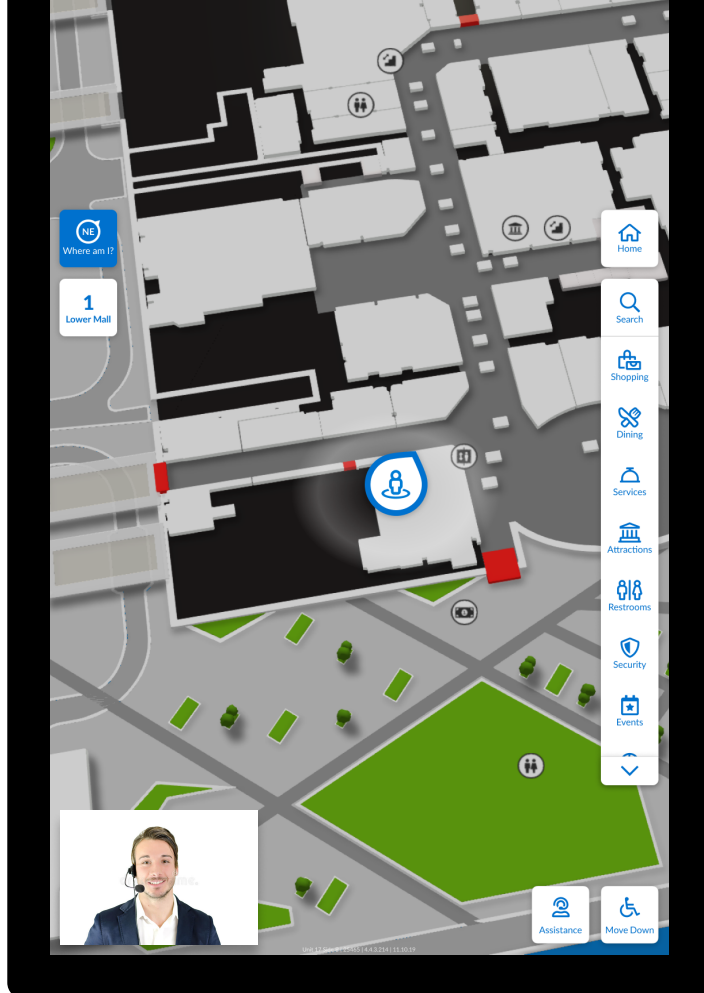 NE
Where am I?
1
Lower Mall
Home
Search
Shopping
Dining
Services
Attractions
Restrooms
Security
Events
Assistance
Move Down